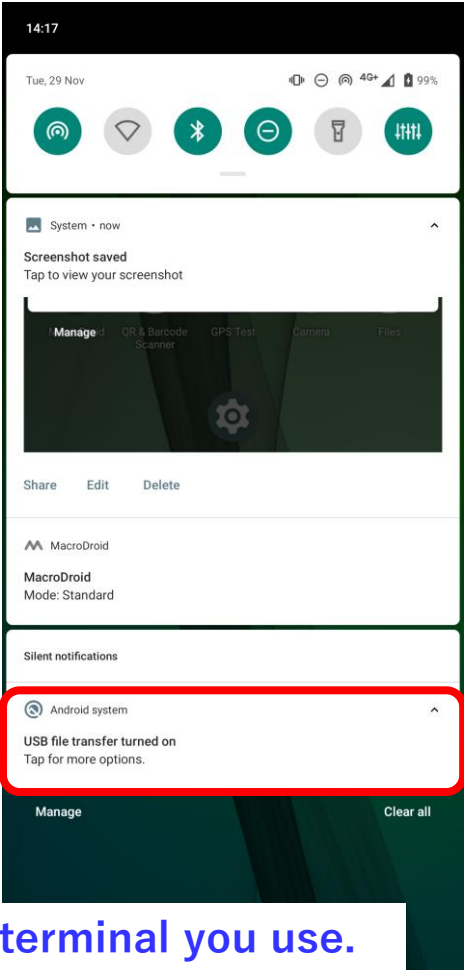 14:17
Tue, 29 Nov
4G+
99%
System • now
Screenshot saved
Tap to view your screenshot
Manage
QR & Barcode Scanner
GPS Test
Camera
Files
Share Edit Delete
MacroDroid
MacroDroid
Mode: Standard
Silent notifications
Android system
USB file transfer turned on
Tap for more options.
Manage Clear all
terminal you use.